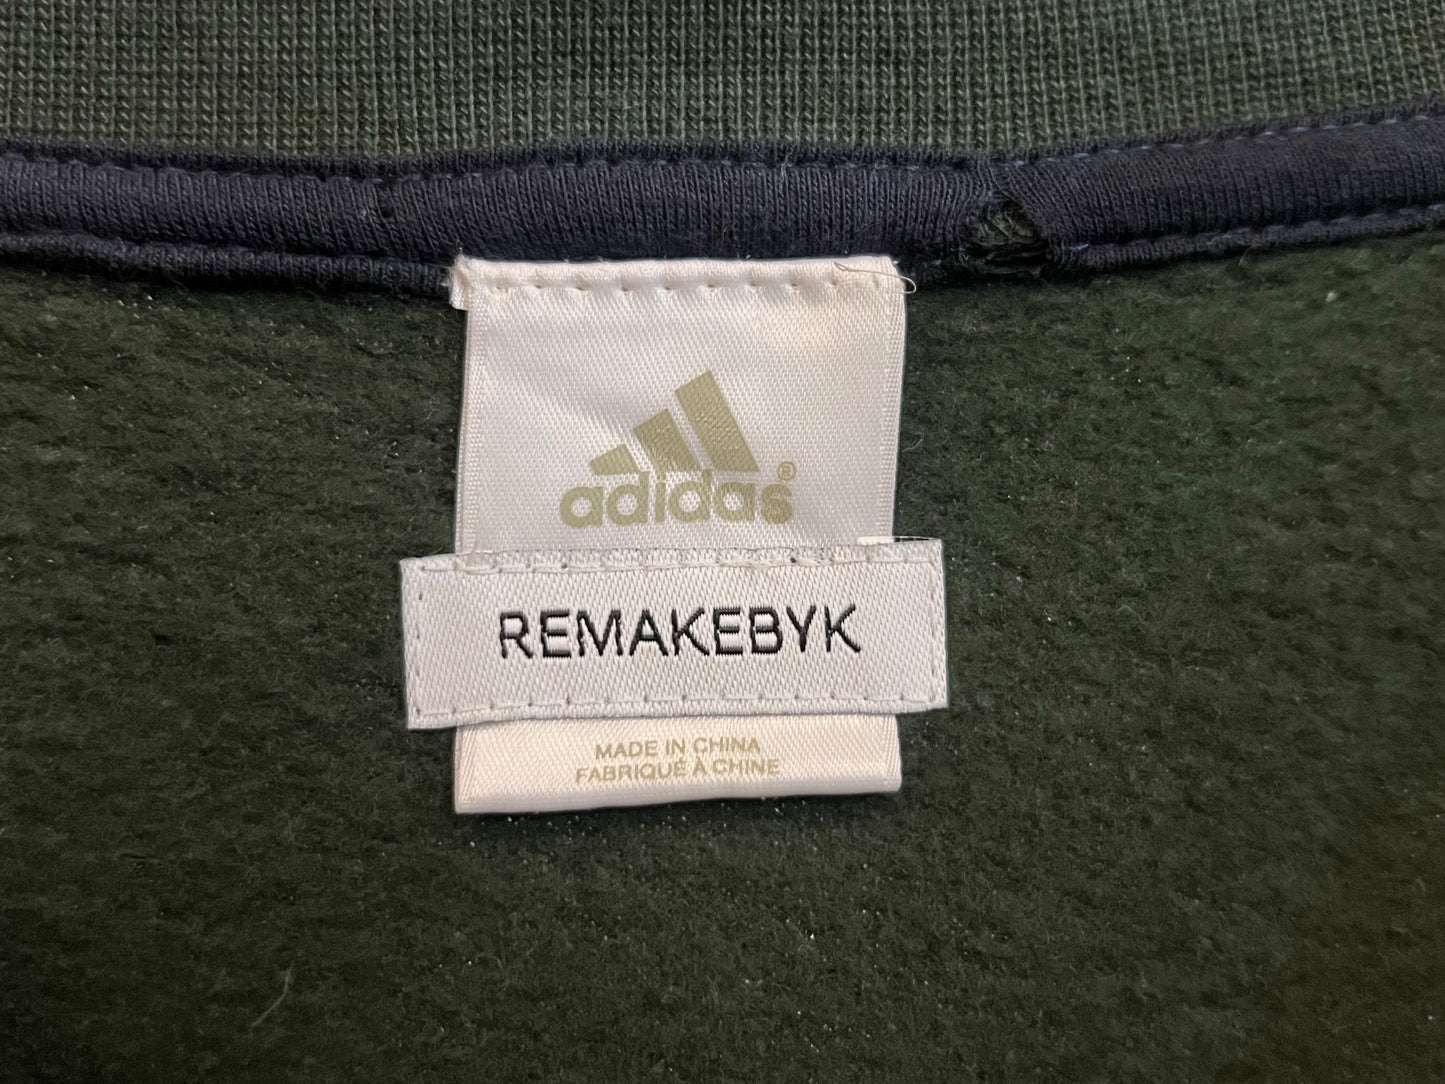 adidas®
REMAKEBYK
MADE IN CHINA
FABRIQUÉ À CHINE